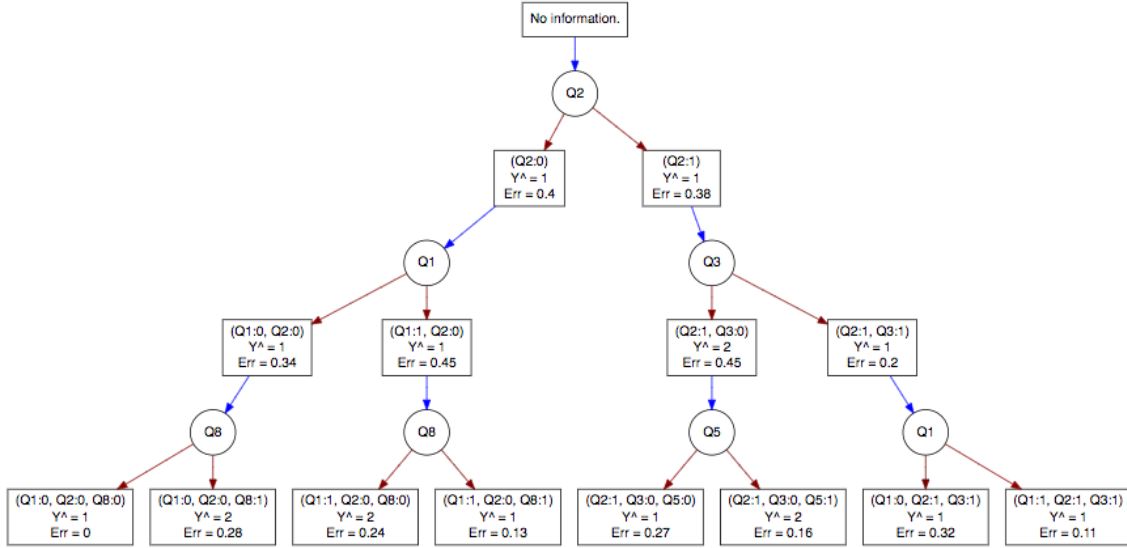 No information.
Q2
(Q2:0)
Y^ = 1
Err = 0.4
(Q2:1)
Y^ = 1
Err = 0.38
Q1
Q3
(Q1:0, Q2:0)
Y^ = 1
Err = 0.34
(Q1:1, Q2:0)
Y^ = 1
Err = 0.45
(Q2:1, Q3:0)
Y^ = 2
Err = 0.45
(Q2:1, Q3:1)
Y^ = 1
Err = 0.2
Q8
Q8
Q5
Q1
(Q1:0, Q2:0, Q8:0)
Y^ = 1
Err = 0
(Q1:0, Q2:0, Q8:1)
Y^ = 2
Err = 0.28
(Q1:1, Q2:0, Q8:0)
Y^ = 2
Err = 0.24
(Q1:1, Q2:0, Q8:1)
Y^ = 1
Err = 0.13
(Q2:1, Q3:0, Q5:0)
Y^ = 1
Err = 0.27
(Q2:1, Q3:0, Q5:1)
Y^ = 2
Err = 0.16
(Q1:0, Q2:1, Q3:1)
Y^ = 1
Err = 0.32
(Q1:1, Q2:1, Q3:1)
Y^ = 1
Err = 0.11